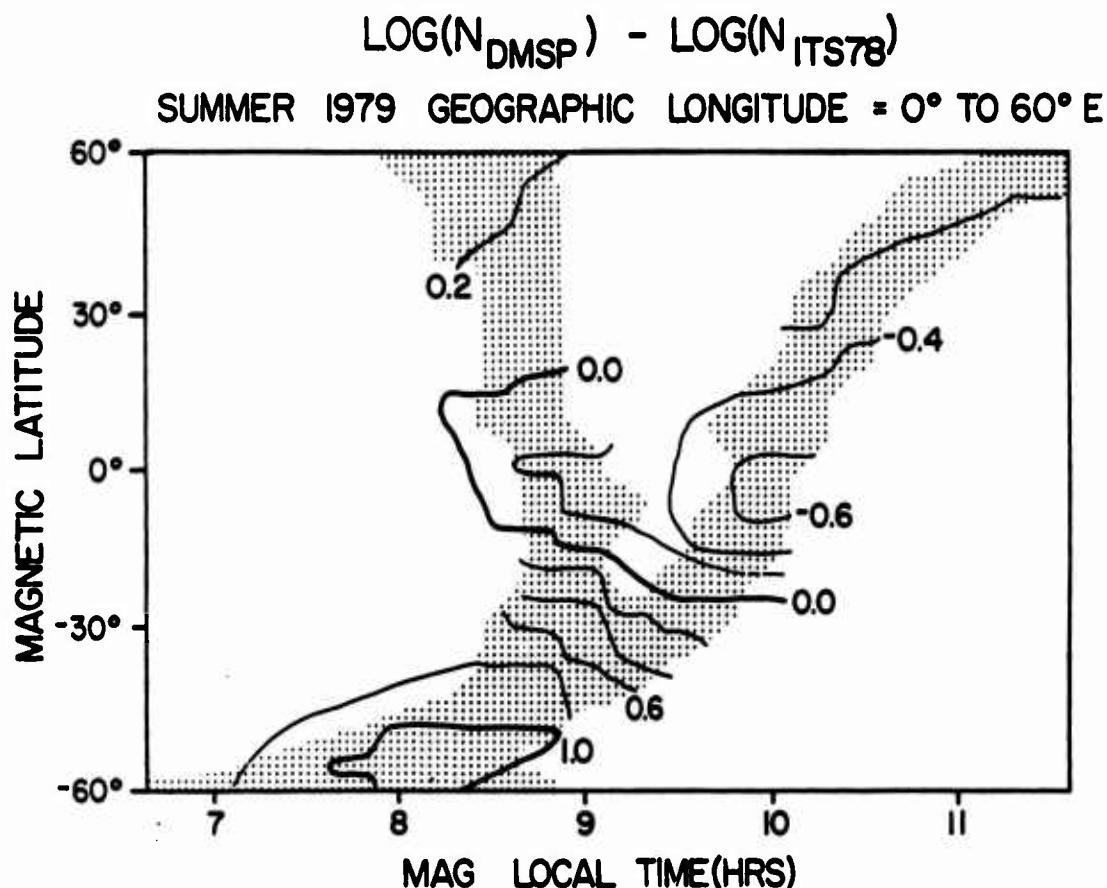 LOG(N_DMSP) - LOG(N_ITS78)
SUMMER 1979 GEOGRAPHIC LONGITUDE = 0° TO 60° E
60°
30°
0°
-30°
-60°
MAGNETIC LATITUDE
0.2
0.0
-0.4
-0.6
0.0
0.6
1.0
7 8 9 10 11
MAG LOCAL TIME(HRS)